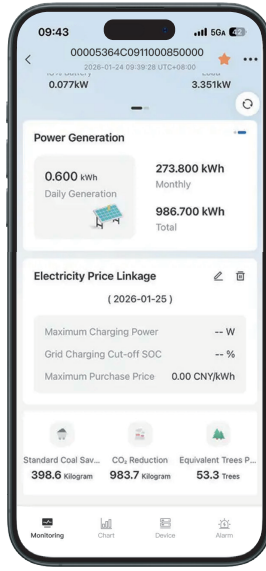 09:43
5GA
00005364C0911000850000
2026-01-24 09:39:28 UTC+08:00
0.077kW
3.351kW
Power Generation
0.600 kWh
Daily Generation
273.800 kWh
Monthly
986.700 kWh
Total
Electricity Price Linkage
( 2026-01-25 )
Maximum Charging Power -- W
Grid Charging Cut-off SOC -- %
Maximum Purchase Price 0.00 CNY/kWh
Standard Coal Sav... CO₂ Reduction Equivalent Trees P...
398.6 Kilogram 983.7 Kilogram 53.3 Trees
Monitoring Chart Device Alarm